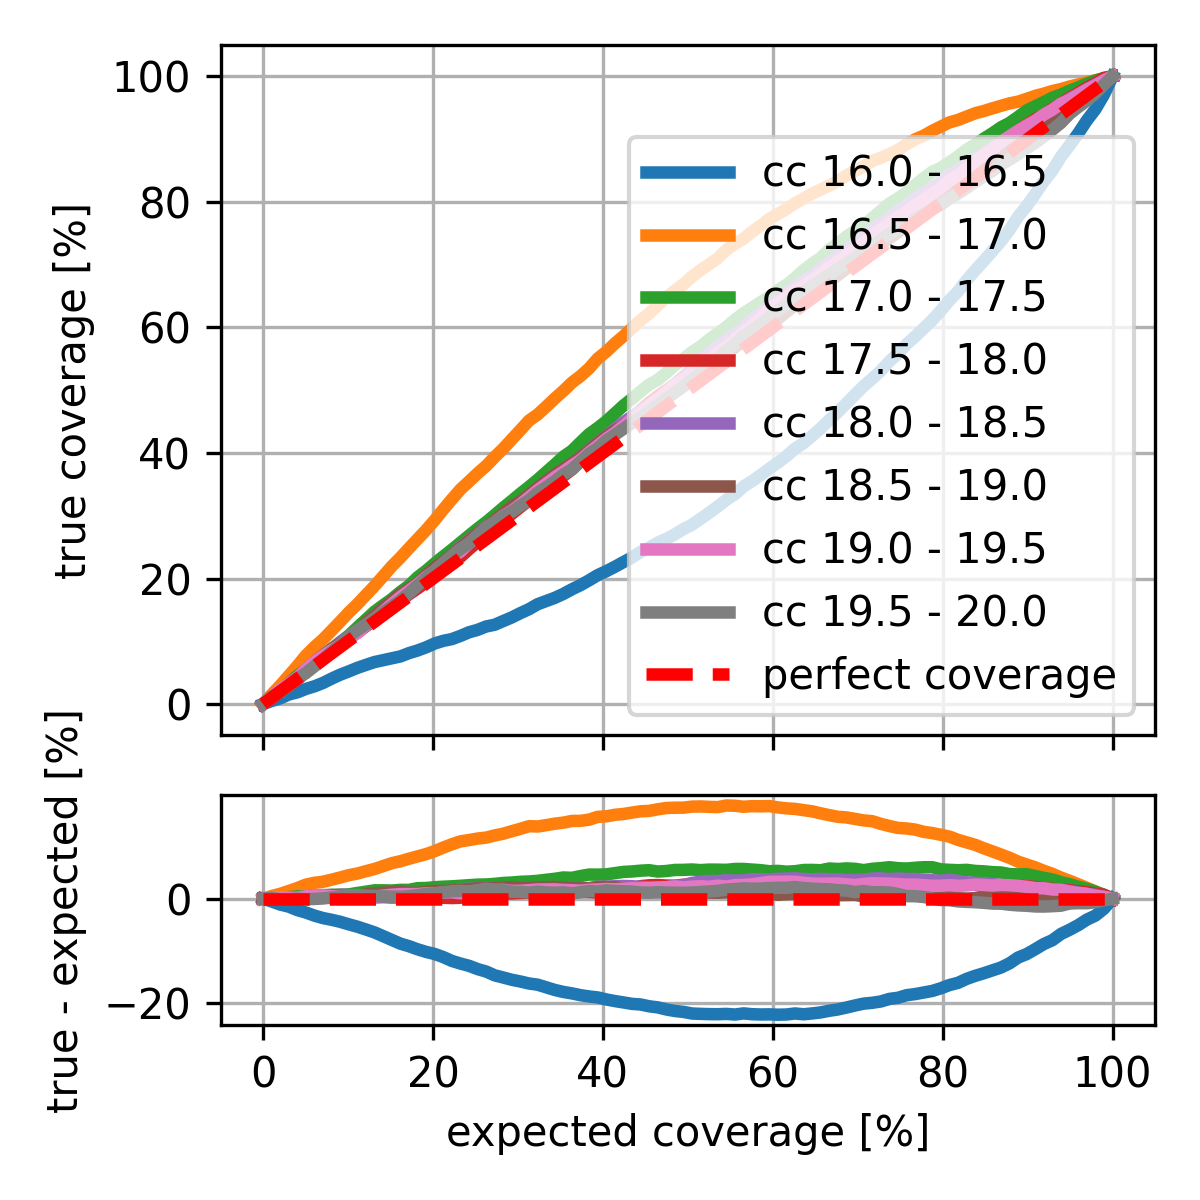 true coverage [%]
100
80
60
40
20
0
cc 16.0 - 16.5
cc 16.5 - 17.0
cc 17.0 - 17.5
cc 17.5 - 18.0
cc 18.0 - 18.5
cc 18.5 - 19.0
cc 19.0 - 19.5
cc 19.5 - 20.0
perfect coverage
true - expected [%]
0
−20
0 20 40 60 80 100
expected coverage [%]